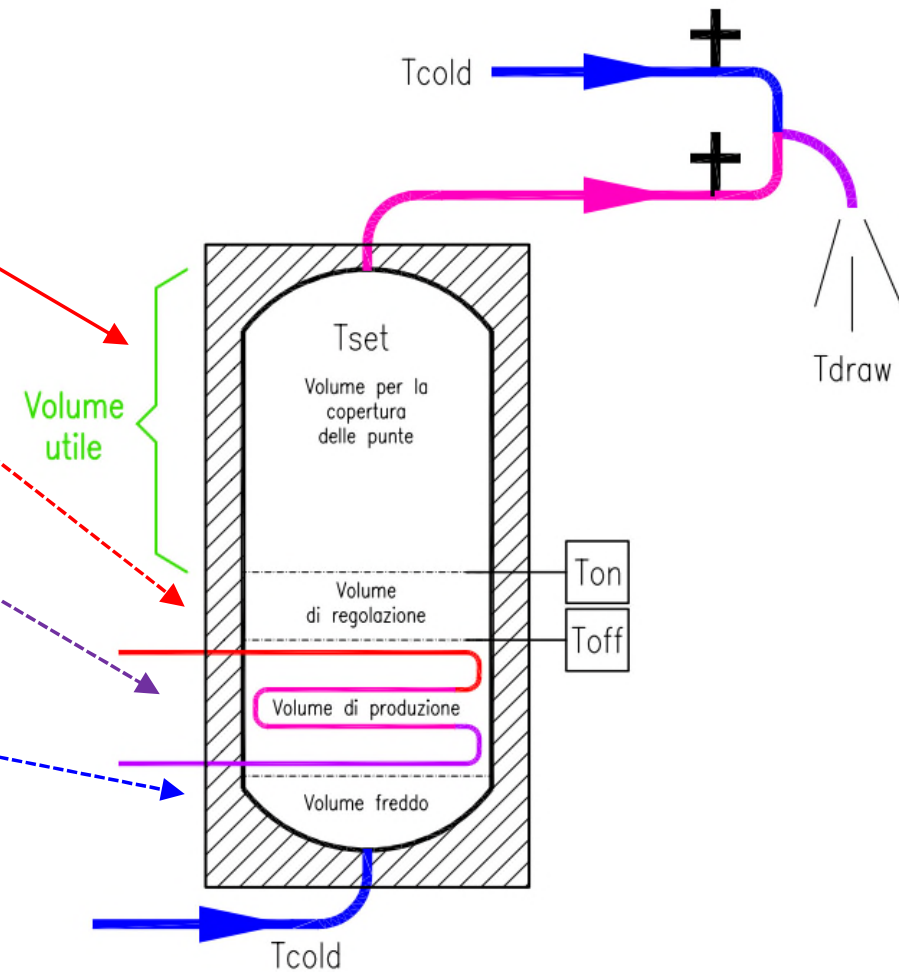 Tcold
Tdraw
Tset
Volume per la
copertura
delle punte
Volume
utile
Ton
Volume
di regolazione
Toff
Volume di produzione
Volume freddo
Tcold